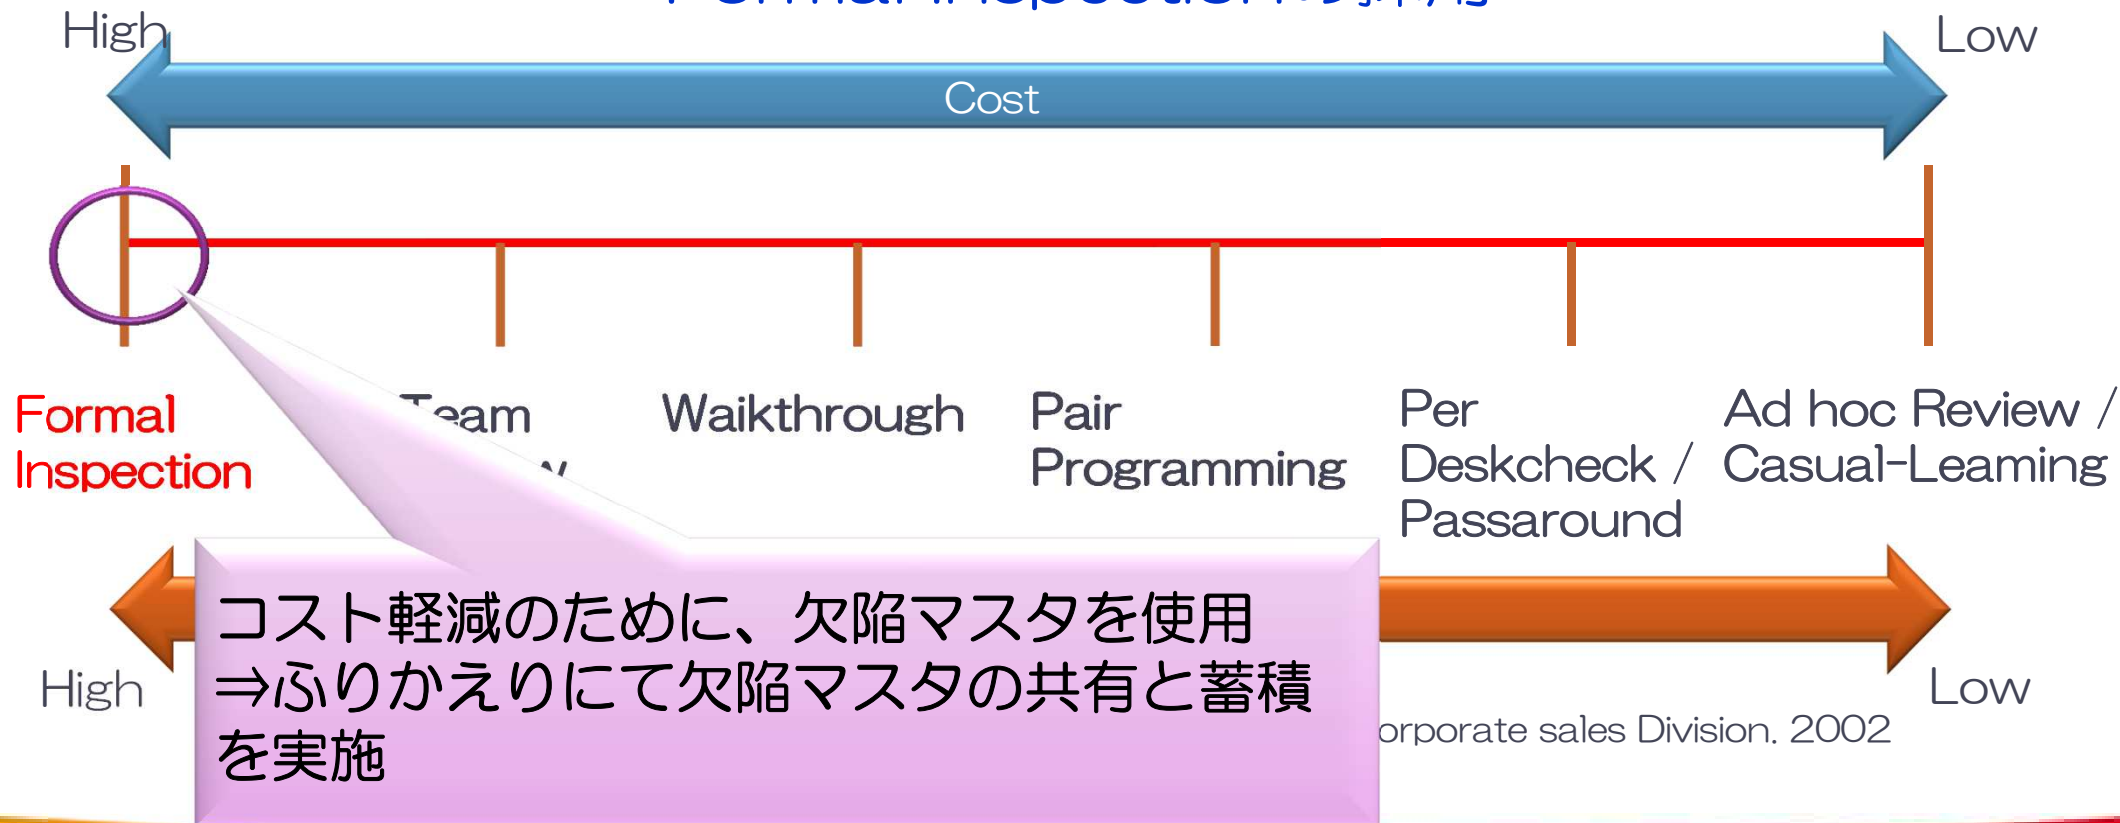 High
Low
Cost
Formal
Inspection
Team
Waikthrough
Pair
Programming
Per
Deskcheck /
Passaround
Ad hoc Review /
Casual-Leaming
コスト軽減のために、欠陥マスタを使用
⇒ふりかえりにて欠陥マスタの共有と蓄積
を実施
High
Low
orporate sales Division. 2002